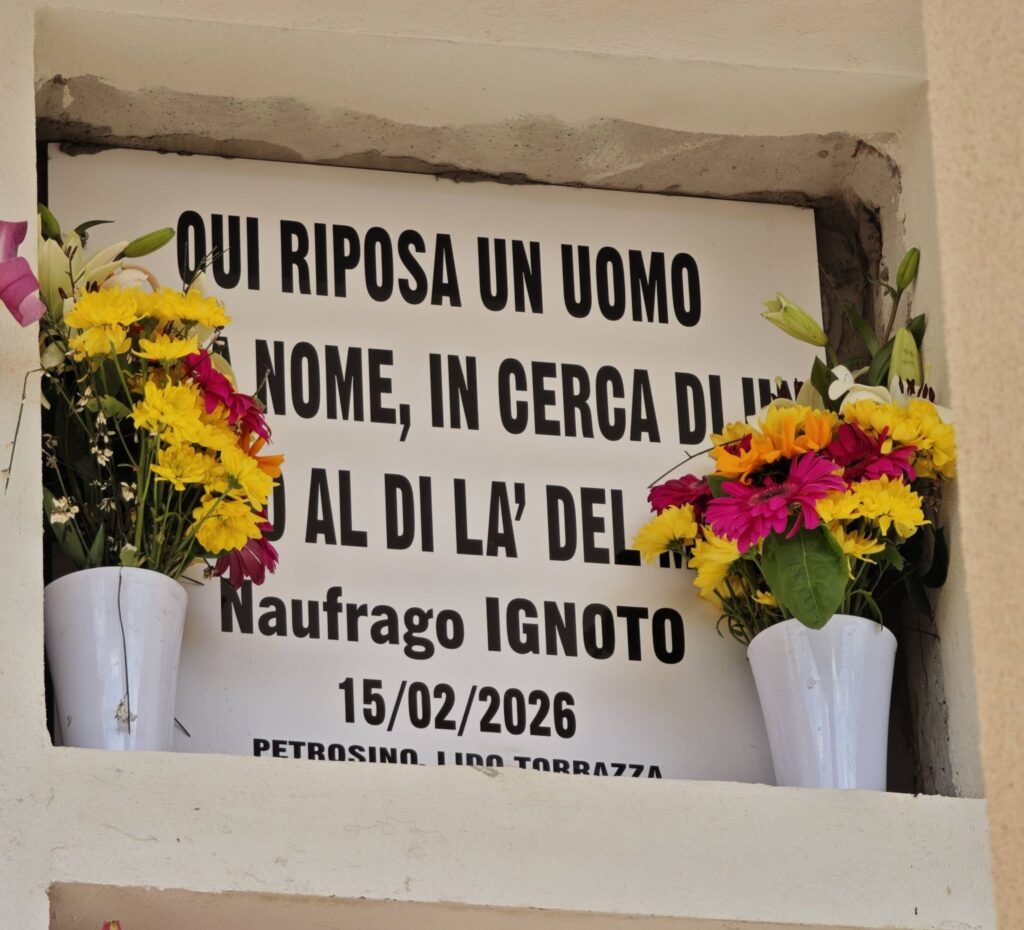 QUI RIPOSA UN UOMO
NOME, IN CERCA DI
AL DI LA' DEL
Naufrago IGNOTO
15/02/2026
PETROSINO, LIDO TORRAZZA